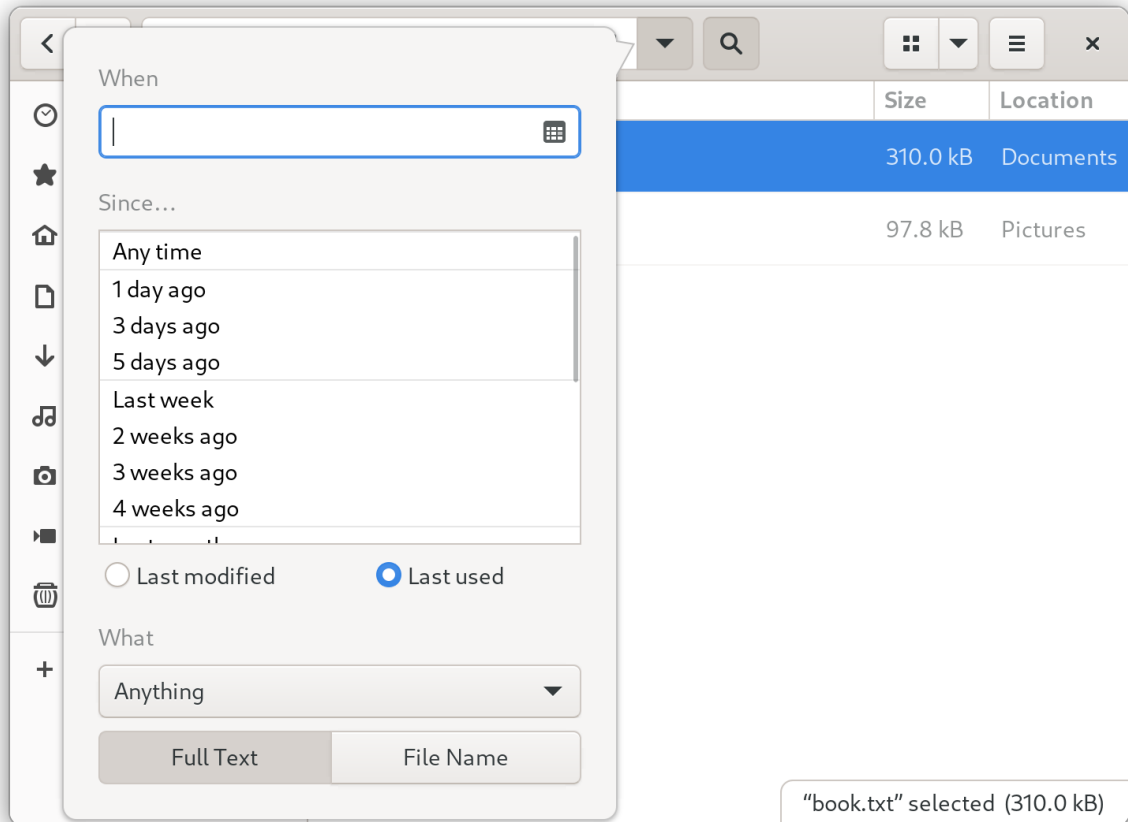 When
Size
Location
310.0 kB
Documents
Since...
97.8 kB
Pictures
Any time
1 day ago
3 days ago
5 days ago
Last week
2 weeks ago
3 weeks ago
4 weeks ago
Last modified
Last used
What
Anything
Full Text
File Name
“book.txt” selected (310.0 kB)